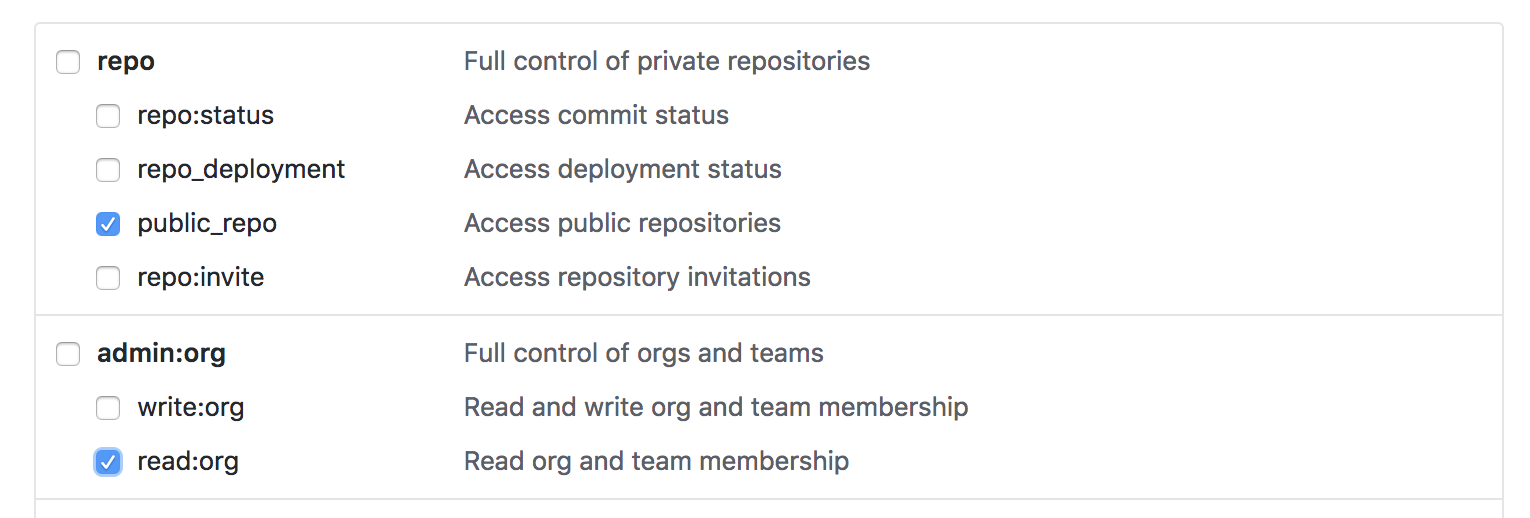 repo Full control of private repositories
repo:status Access commit status
repo_deployment Access deployment status
public_repo Access public repositories
repo:invite Access repository invitations
admin:org Full control of orgs and teams
write:org Read and write org and team membership
read:org Read org and team membership